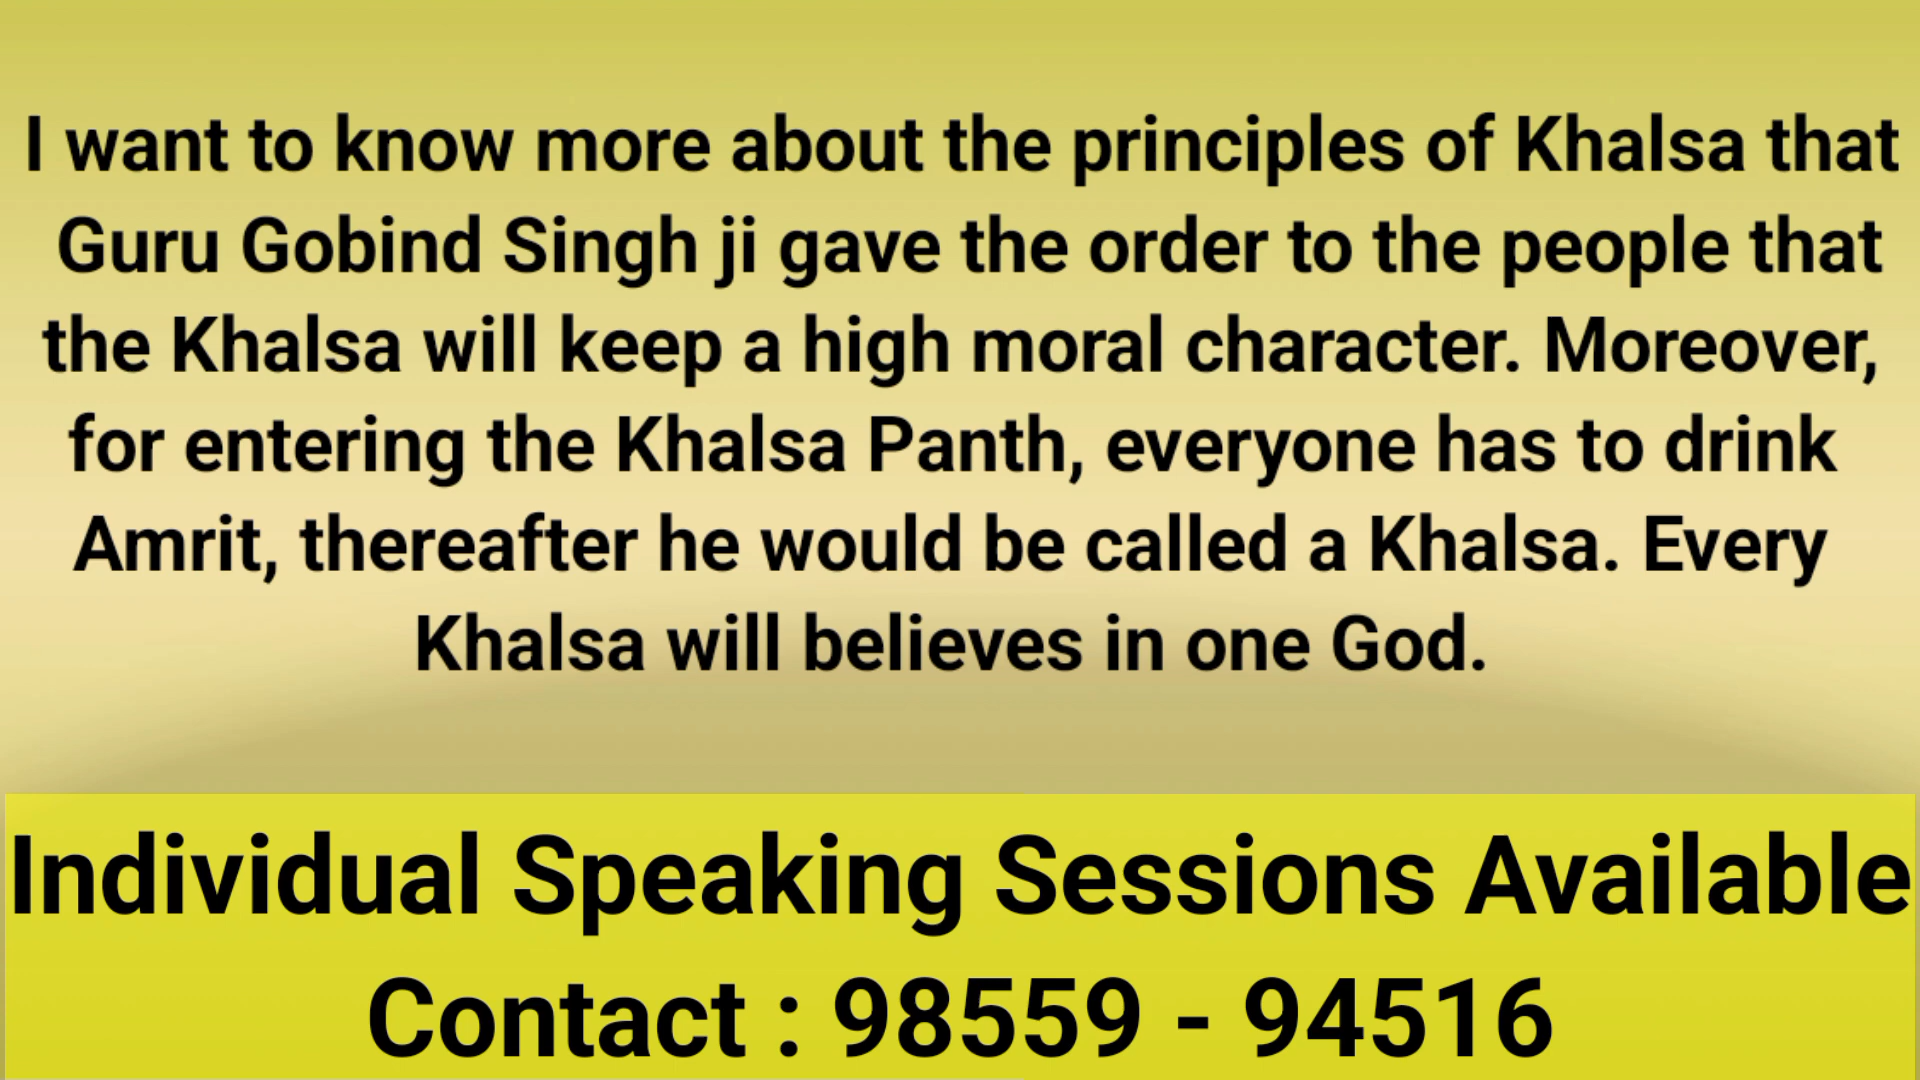 I want to know more about the principles of Khalsa that
Guru Gobind Singh ji gave the order to the people that
the Khalsa will keep a high moral character. Moreover,
for entering the Khalsa Panth, everyone has to drink
Amrit, thereafter he would be called a Khalsa. Every
Khalsa will believes in one God.
Individual Speaking Sessions Available
Contact : 98559 - 94516